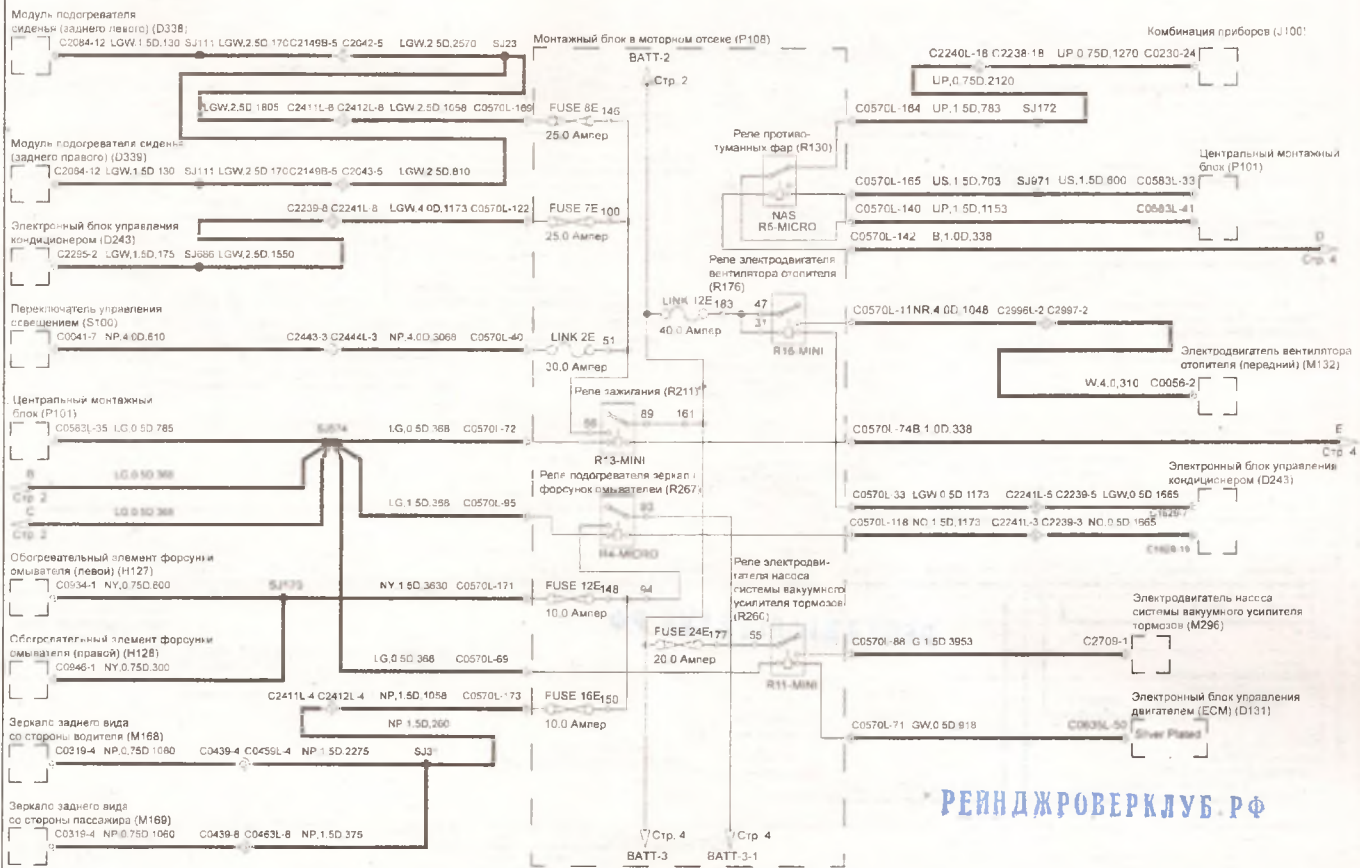 Модуль подогревателя
сиденья (заднего левого) (D338)
C2084-12 LGW,1.5D,130 SJ111 LGW,2.5D,170 C2149B-5 C2042-5 LGW,2.5D,2570 SJ23
LGW,2.5D,1805 C2411L-8 C2412L-8 LGW,2.5D,1058 C0570L-169
Модуль подогревателя сиденья
(заднего правого) (D339)
C2084-12 LGW,1.5D,130 SJ111 LGW,2.5D,170 C2149B-5 C2043-5 LGW,2.5D,810
C2239-8 C2241L-8 LGW,4.0D,1173 C0570L-122
Электронный блок управления
кондиционером (D243)
C2295-2 LGW,1.5D,175 SJ686 LGW,2.5D,1550
Переключатель управления
освещением (S100)
C0041-7 NP,4.0D,610 C2443-3 C2444L-3 NP,4.0D,3068 C0570L-40
Центральный монтажный
блок (P101)
C0583L-35 LG,0.5D,785 LG,0.5D,368 C0570L-72
B LG,0.5D,368
Стр. 2
C LG,0.5D,368
Стр. 2
LG,1.5D,368 C0570L-95
Обогревательный элемент форсунки
омывателя (левой) (H127)
C0934-1 NY,0.75D,600 NY,1.5D,3630 C0570L-171
Обогревательный элемент форсунки
омывателя (правой) (H128)
C0946-1 NY,0.75D,300
LG,0.5D,368 C0570L-69
C2411L-4 C2412L-4 NP,1.5D,1058 C0570L-173
NP,1.5D,260
Зеркало заднего вида
со стороны водителя (M168)
C0319-4 NP,0.75D,1060 C0439-4 C0459L-4 NP,1.5D,2275
Зеркало заднего вида
со стороны пассажира (M169)
C0319-4 NP,0.75D,1060 C0439-8 C0463L-8 NP,1.5D,375
Монтажный блок в моторном отсеке (P108)
BATT-2
Стр. 2
FUSE 8E 146
25.0 Ампер
FUSE 7E 100
25.0 Ампер
LINK 2E 51
30.0 Ампер
Реле противо-
туманных фар (R130)
NAS
R5-MICRO
Реле электродвигателя
вентилятора отопителя
(R176)
LINK 12E 183 47
31
40.0 Ампер
R16-MINI
Реле зажигания (R211)
89 161
R13-MINI
Реле подогревателя зеркал и
форсунок омывателей (R267)
93
R4-MICRO
FUSE 12E 148 94
10.0 Ампер
Реле электродви-
гателя насоса
системы вакуумного
усилителя тормозов
(R266)
FUSE 24E 177 55
20.0 Ампер
R11-MINI
FUSE 16E 150
10.0 Ампер
Стр. 4 Стр. 4
BATT-3 BATT-3-1
Комбинация приборов (J100)
C2240L-18 C2238-18 UP,0.75D,1270 C0230-24
UP,0.75D,2120
C0570L-164 UP,1.5D,783 SJ172
Центральный монтажный
блок (P101)
C0570L-165 US,1.5D,703 SJ971 US,1.5D,600 C0583L-33
C0570L-140 UP,1.5D,1153 C0583L-41
C0570L-142 B,1.0D,338
D
Стр. 4
C0570L-11 NR,4.0D,1048 C2996L-2 C2997-2
Электродвигатель вентилятора
отопителя (передний) (M132)
W,4.0,310 C0056-2
C0570L-74 B,1.0D,338
E
Стр. 4
Электронный блок управления
кондиционером (D243)
C0570L-33 LGW,0.5D,1173 C2241L-5 C2239-5 LGW,0.5D,1665
C0570L-118 NO,1.5D,1173 C2241L-3 C2239-3 NO,0.5D,1665
Электродвигатель насоса
системы вакуумного усилителя
тормозов (M296)
C0570L-88 G,1.5D,3953 C2709-1
Электронный блок управления
двигателем (ECM) (D131)
C0570L-71 GW,0.5D,918 C0635L-50
Silver Plated
РЕЙНДЖРОВЕРКЛУБ.РФ